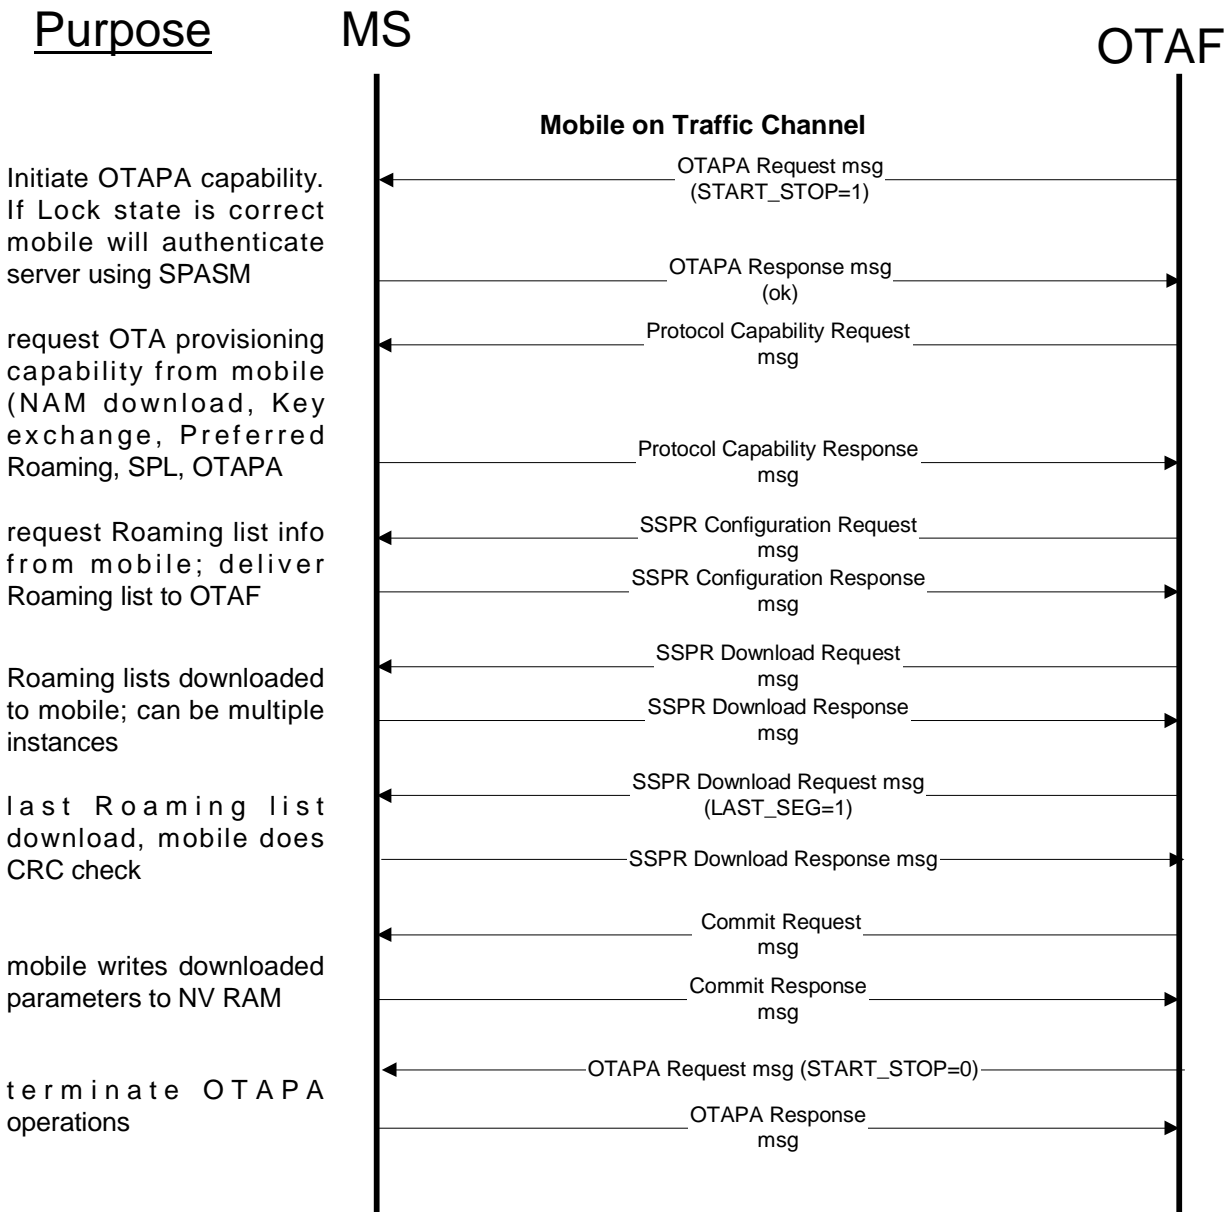 Purpose
MS
OTAF
Mobile on Traffic Channel
Initiate OTAPA capability.
If Lock state is correct
mobile will authenticate
server using SPASM
OTAPA Request msg
(START_STOP=1)
OTAPA Response msg
(ok)
request OTA provisioning
capability from mobile
(NAM download, Key
exchange, Preferred
Roaming, SPL, OTAPA
Protocol Capability Request
msg
Protocol Capability Response
msg
request Roaming list info
from mobile; deliver
Roaming list to OTAF
SSPR Configuration Request
msg
SSPR Configuration Response
msg
Roaming lists downloaded
to mobile; can be multiple
instances
SSPR Download Request
msg
SSPR Download Response
msg
last Roaming list
download, mobile does
CRC check
SSPR Download Request msg
(LAST_SEG=1)
SSPR Download Response msg
mobile writes downloaded
parameters to NV RAM
Commit Request
msg
Commit Response
msg
terminate OTAPA
operations
OTAPA Request msg (START_STOP=0)
OTAPA Response
msg